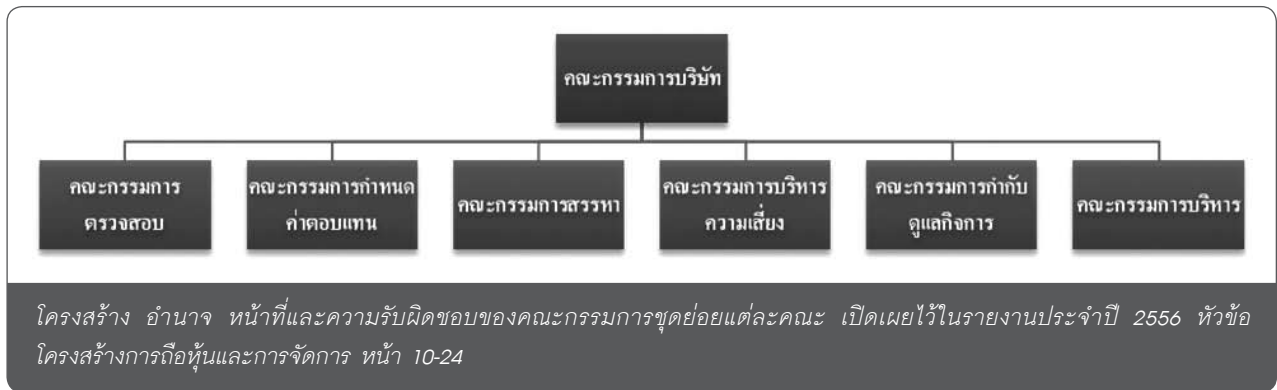 คณะกรรมการบริษัท
คณะกรรมการ
ตรวจสอบ
คณะกรรมการกำหนด
ค่าตอบแทน
คณะกรรมการสรรหา
คณะกรรมการบริหาร
ความเสี่ยง
คณะกรรมการกำกับ
ดูแลกิจการ
คณะกรรมการบริหาร
โครงสร้าง อำนาจ หน้าที่และความรับผิดชอบของคณะกรรมการชุดย่อยแต่ละคณะ เปิดเผยไว้ในรายงานประจำปี 2556 หัวข้อ
โครงสร้างการถือหุ้นและการจัดการ หน้า 10-24